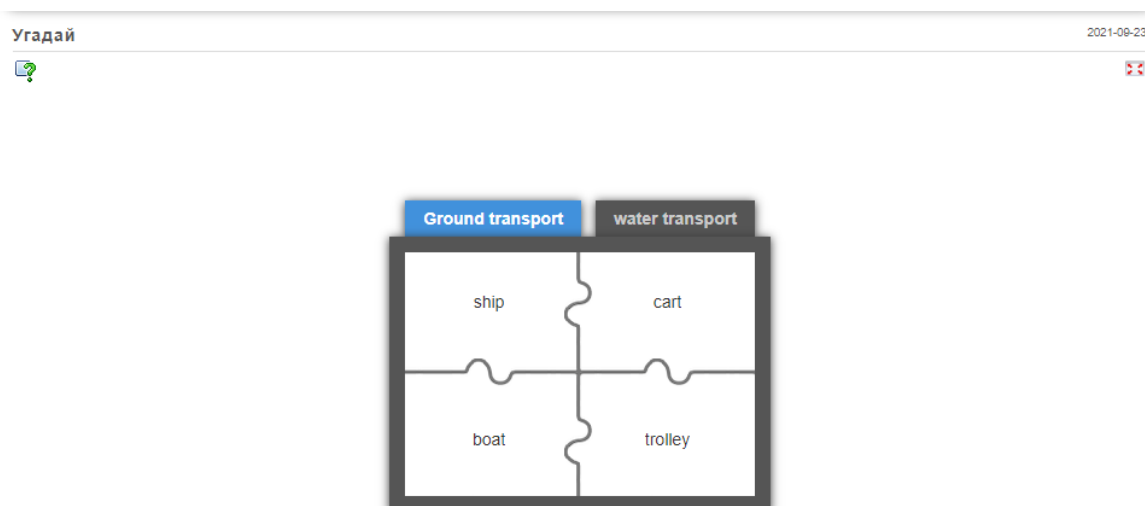 Угадай
2021-09-23
Ground transport
water transport
ship
cart
boat
trolley